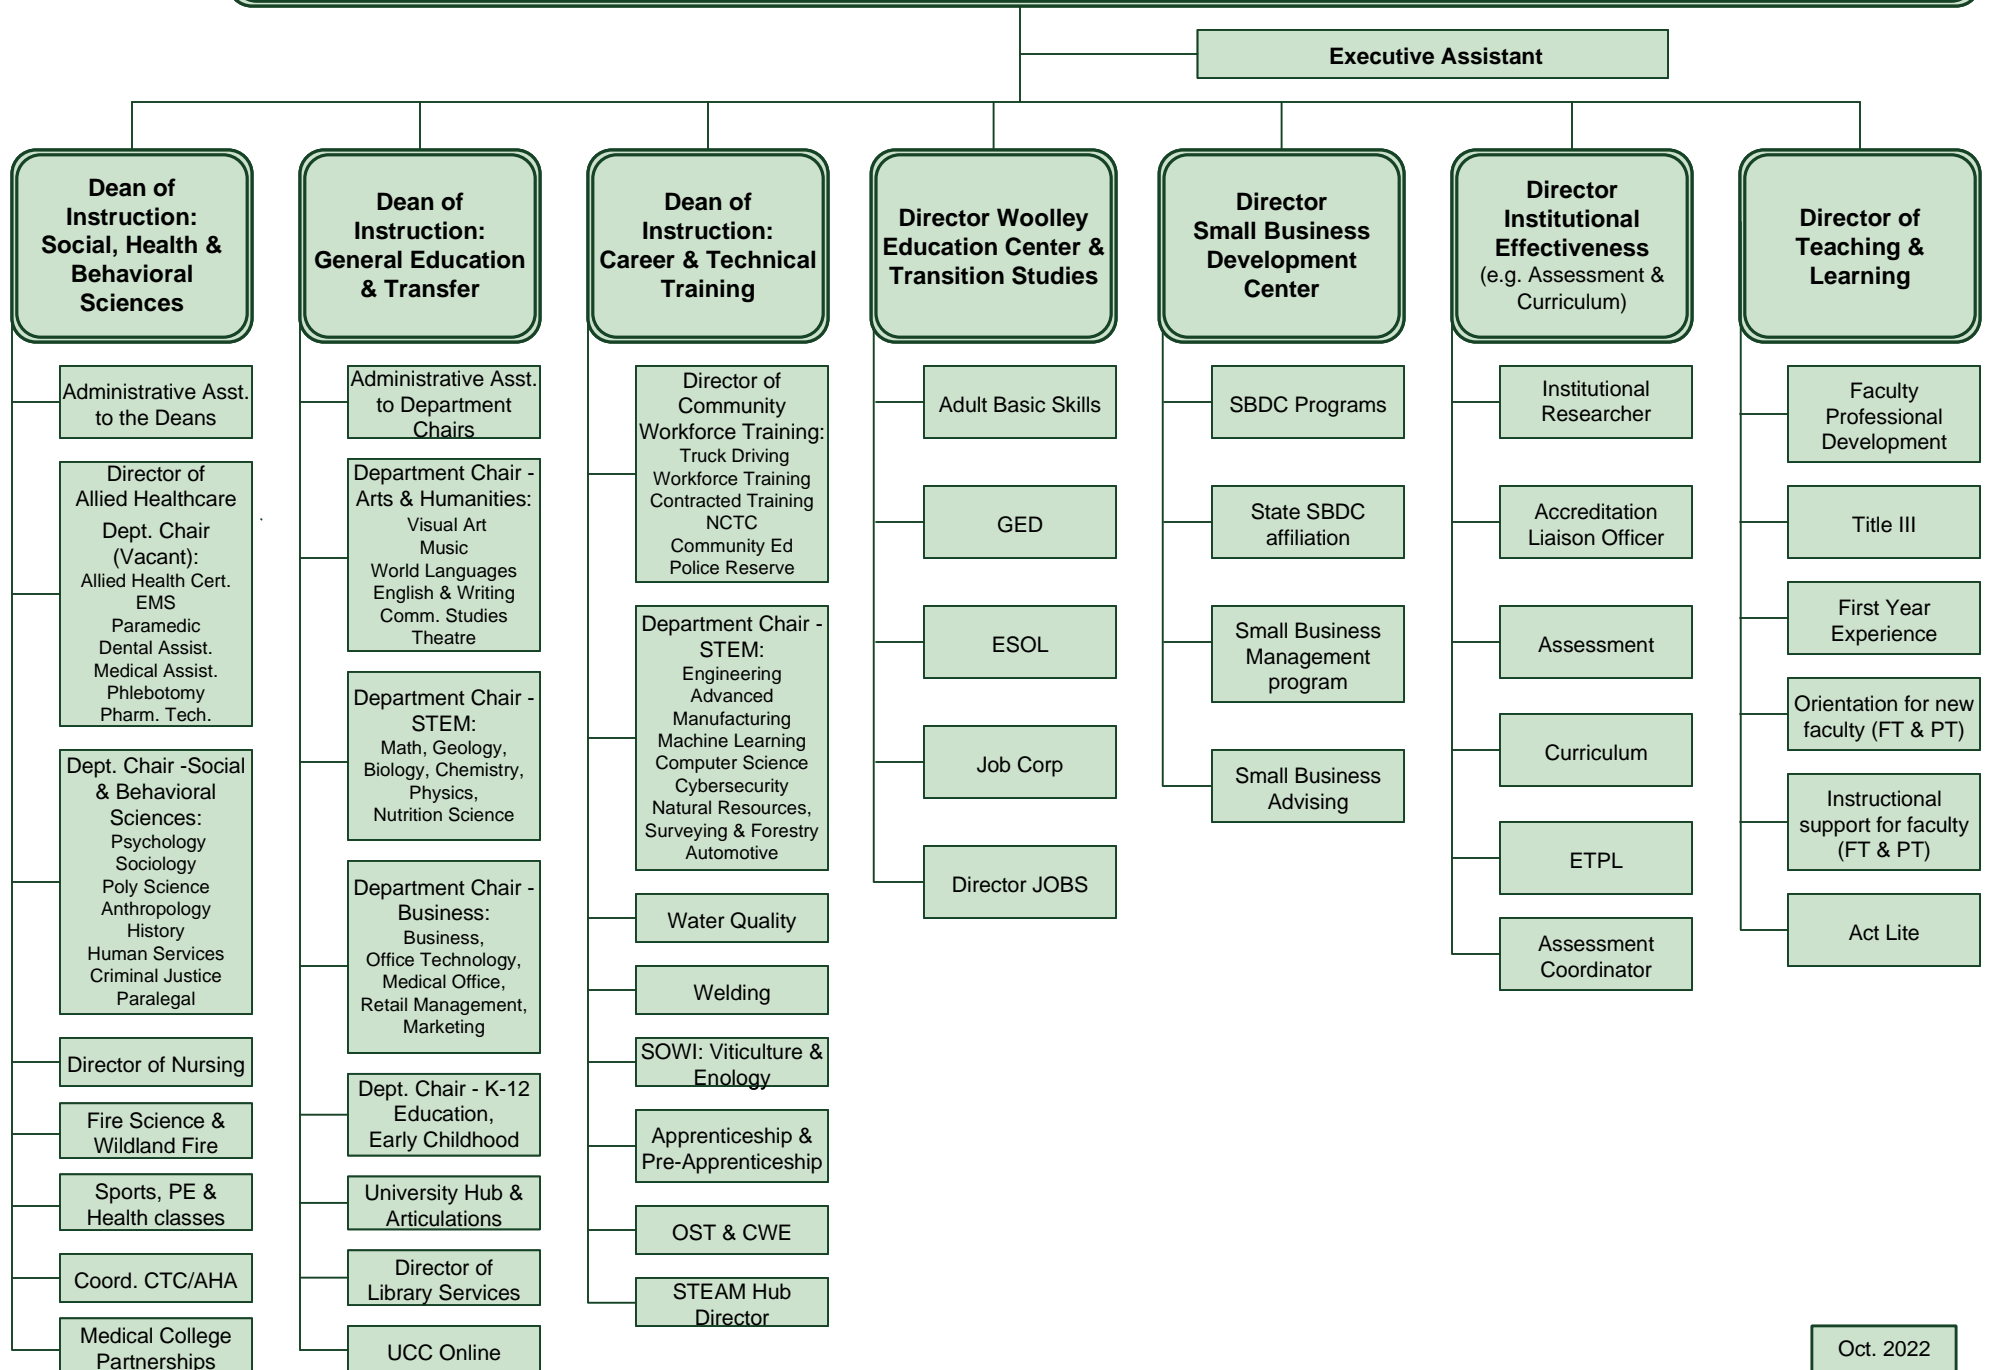 Executive Assistant
Dean of
Instruction:
Social, Health &
Behavioral
Sciences
Administrative Asst.
to the Deans
Director of
Allied Healthcare
Dept. Chair
(Vacant):
Allied Health Cert.
EMS
Paramedic
Dental Assist.
Medical Assist.
Phlebotomy
Pharm. Tech.
Dept. Chair -Social
& Behavioral
Sciences:
Psychology
Sociology
Poly Science
Anthropology
History
Human Services
Criminal Justice
Paralegal
Director of Nursing
Fire Science &
Wildland Fire
Sports, PE &
Health classes
Coord. CTC/AHA
Medical College
Partnerships
Dean of
Instruction:
General Education
& Transfer
Administrative Asst.
to Department
Chairs
Department Chair -
Arts & Humanities:
Visual Art
Music
World Languages
English & Writing
Comm. Studies
Theatre
Department Chair -
STEM:
Math, Geology,
Biology, Chemistry,
Physics,
Nutrition Science
Department Chair -
Business:
Business,
Office Technology,
Medical Office,
Retail Management,
Marketing
Dept. Chair - K-12
Education,
Early Childhood
University Hub &
Articulations
Director of
Library Services
UCC Online
Dean of
Instruction:
Career & Technical
Training
Director of
Community
Workforce Training:
Truck Driving
Workforce Training
Contracted Training
NCTC
Community Ed
Police Reserve
Department Chair -
STEM:
Engineering
Advanced
Manufacturing
Machine Learning
Computer Science
Cybersecurity
Natural Resources,
Surveying & Forestry
Automotive
Water Quality
Welding
SOWI: Viticulture &
Enology
Apprenticeship &
Pre-Apprenticeship
OST & CWE
STEAM Hub
Director
Director Woolley
Education Center &
Transition Studies
Adult Basic Skills
GED
ESOL
Job Corp
Director JOBS
Director
Small Business
Development
Center
SBDC Programs
State SBDC
affiliation
Small Business
Management
program
Small Business
Advising
Director
Institutional
Effectiveness
(e.g. Assessment &
Curriculum)
Institutional
Researcher
Accreditation
Liaison Officer
Assessment
Curriculum
ETPL
Assessment
Coordinator
Director of
Teaching &
Learning
Faculty
Professional
Development
Title III
First Year
Experience
Orientation for new
faculty (FT & PT)
Instructional
support for faculty
(FT & PT)
Act Lite
Oct. 2022